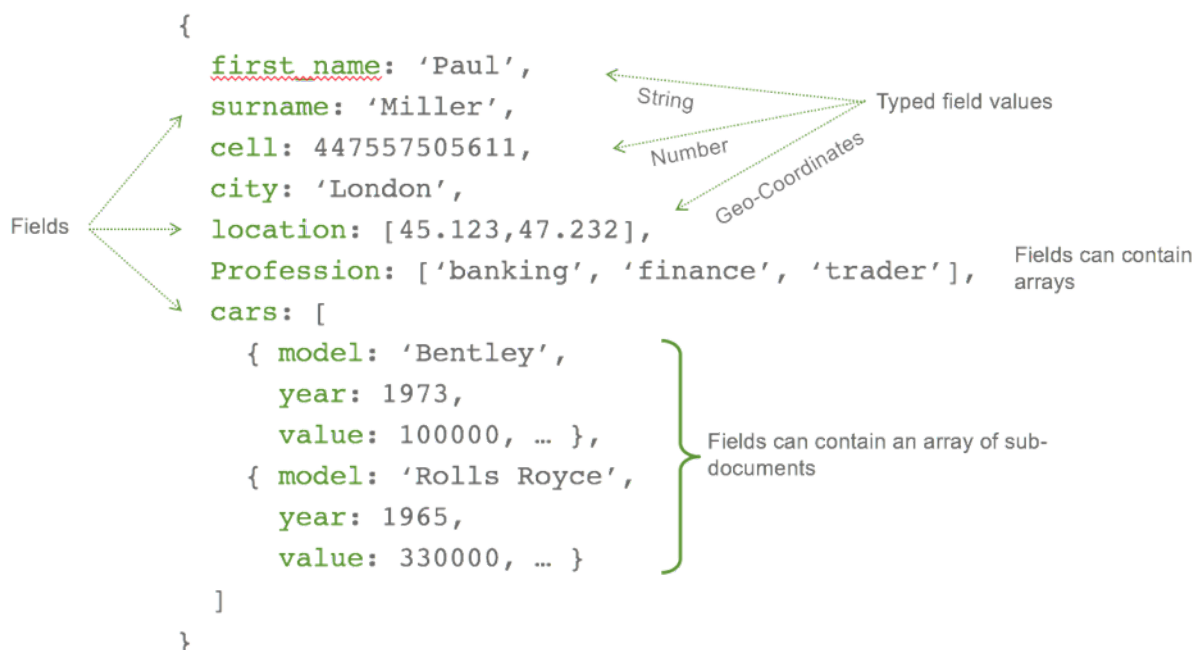 {
first_name: ‘Paul’,
surname: ‘Miller’,
cell: 447557505611,
city: ‘London’,
location: [45.123,47.232],
Profession: [‘banking’, ‘finance’, ‘trader’],
cars: [
{ model: ‘Bentley’,
year: 1973,
value: 100000, … },
{ model: ‘Rolls Royce’,
year: 1965,
value: 330000, … }
]
}
Fields
String
Number
Geo-Coordinates
Typed field values
Fields can contain
arrays
Fields can contain an array of sub-
documents